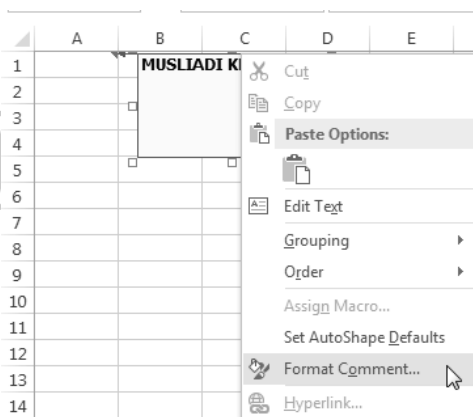 A B C D E
1 MUSLIADI K
2
3
4
5
6
7
8
9
10
11
12
13
14
Cut
Copy
Paste Options:
Edit Text
Grouping
Order
Assign Macro...
Set AutoShape Defaults
Format Comment...
Hyperlink...